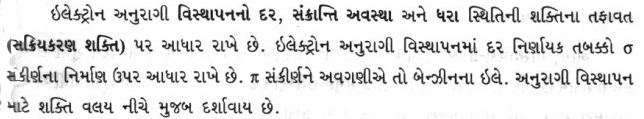 ઇલેક્ટ્રોન અનુરાગી વિસ્થાપનનો દર, સંક્રાન્તિ અવસ્થા અને ધરા સ્થિતિની શક્તિના તફાવત
(સક્રિયકરણ શક્તિ) પર આધાર રાખે છે. ઇલેક્ટ્રોન અનુરાગી વિસ્થાપનમાં દર નિર્ણાયક તબક્કો σ
સંકીર્ણના નિર્માણ ઉપર આધાર રાખે છે. π સંકીર્ણને અવગણીએ તો બેન્ઝીનના ઇલે. અનુરાગી વિસ્થાપન
માટે શક્તિ વલય નીચે મુજબ દર્શાવાય છે.